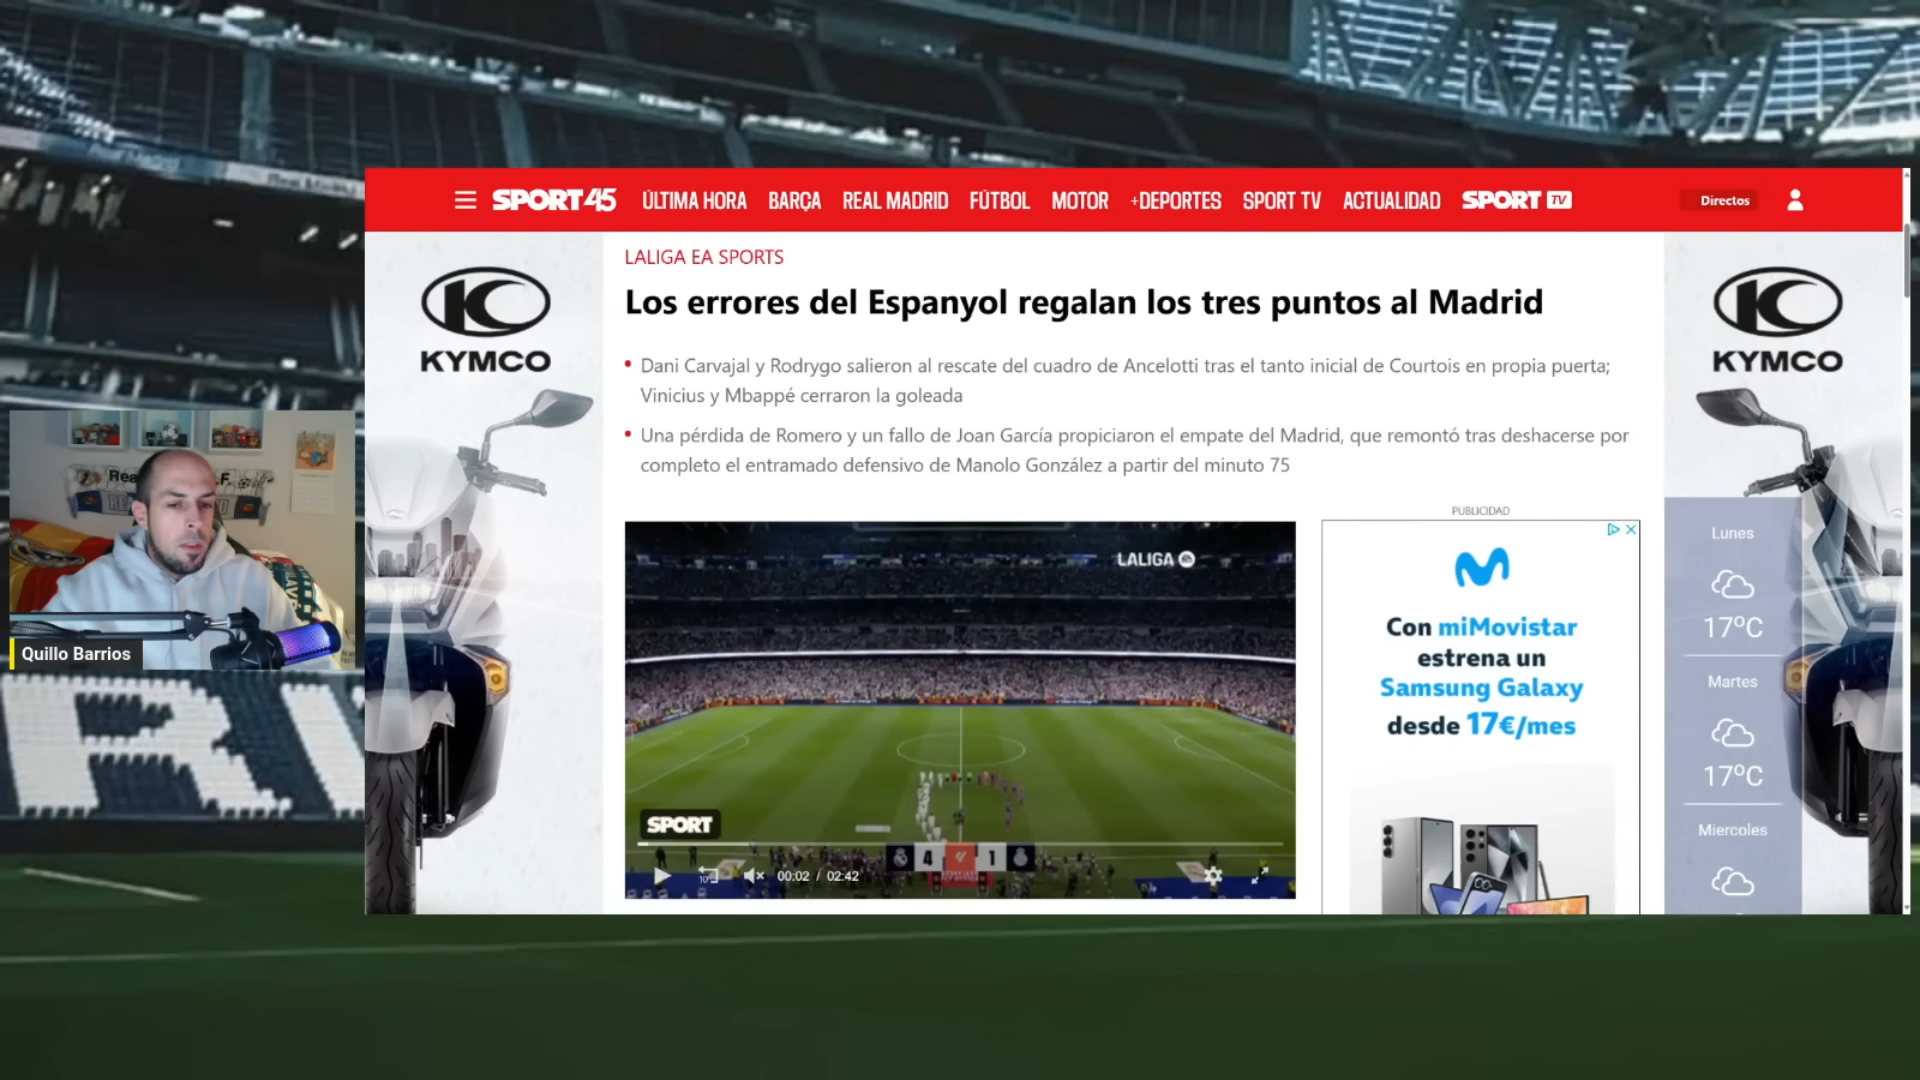 SPORT 45 ÚLTIMA HORA BARÇA REAL MADRID FÚTBOL MOTOR +DEPORTES SPORT TV ACTUALIDAD SPORT TV Directos
LALIGA EA SPORTS
Los errores del Espanyol regalan los tres puntos al Madrid
Dani Carvajal y Rodrygo salieron al rescate del cuadro de Ancelotti tras el tanto inicial de Courtois en propia puerta;
Vinicius y Mbappé cerraron la goleada
Una pérdida de Romero y un fallo de Joan García propiciaron el empate del Madrid, que remontó tras deshacerse por
completo el entramado defensivo de Manolo González a partir del minuto 75
KYMCO
KYMCO
PUBLICIDAD
LALIGA
SPORT
4 1
10
00:02 / 02:42
Con miMovistar
estrena un
Samsung Galaxy
desde 17€/mes
Lunes
17ºC
Martes
17ºC
Miercoles
Quillo Barrios